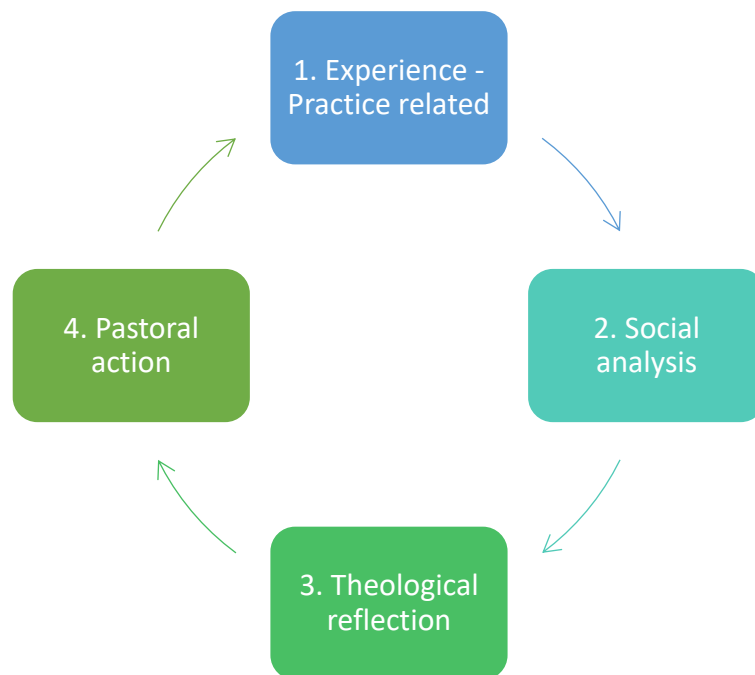 1. Experience -
Practice related
2. Social
analysis
3. Theological
reflection
4. Pastoral
action